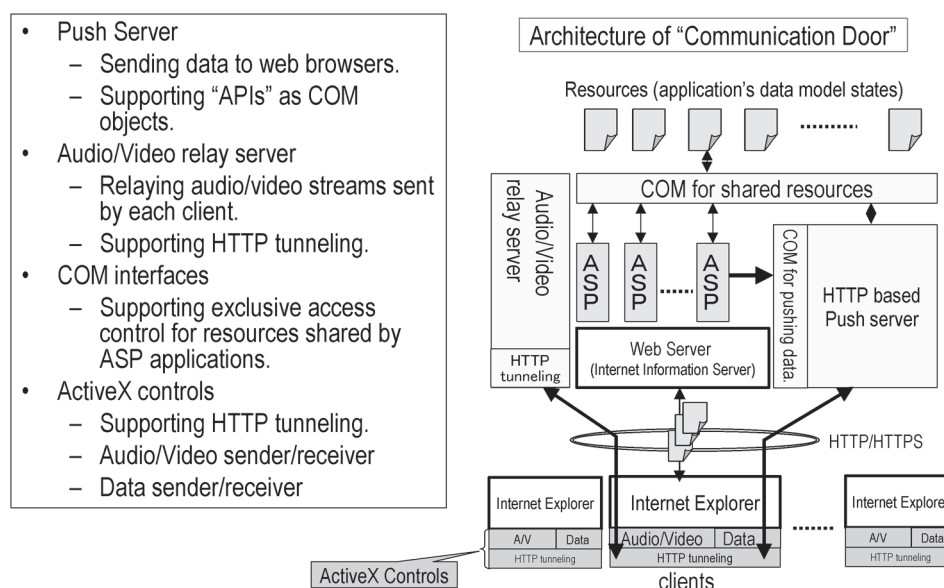 • Push Server
– Sending data to web browsers.
– Supporting “APIs” as COM
objects.
• Audio/Video relay server
– Relaying audio/video streams sent
by each client.
– Supporting HTTP tunneling.
• COM interfaces
– Supporting exclusive access
control for resources shared by
ASP applications.
• ActiveX controls
– Supporting HTTP tunneling.
– Audio/Video sender/receiver
– Data sender/receiver
Architecture of “Communication Door”
Resources (application’s data model states)
COM for shared resources
Audio/Video
relay server
HTTP
tunneling
ASP
ASP
ASP
COM for pushing data.
HTTP based
Push server
Web Server
(Internet Information Server)
HTTP/HTTPS
Internet Explorer
A/V Data
HTTP tunneling
Internet Explorer
Audio/Video Data
HTTP tunneling
Internet Explorer
A/V Data
HTTP tunneling
ActiveX Controls
clients